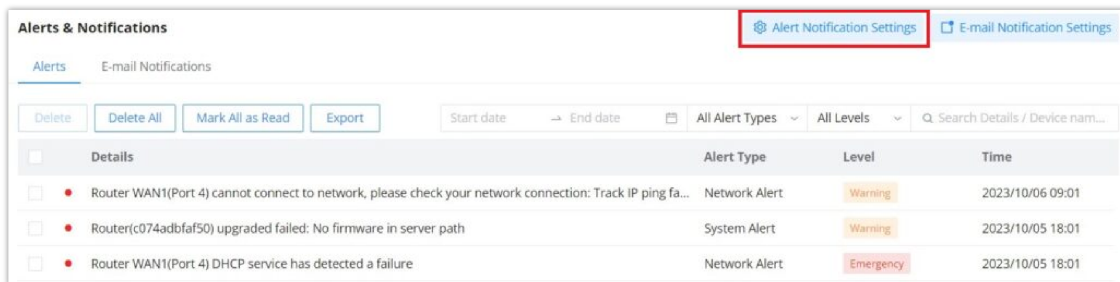 Alerts & Notifications
Alert Notification Settings
E-mail Notification Settings
Alerts
E-mail Notifications
Delete
Delete All
Mark All as Read
Export
Start date
End date
All Alert Types
All Levels
Search Details / Device nam...
Details
Alert Type
Level
Time
Router WAN1(Port 4) cannot connect to network, please check your network connection: Track IP ping fa... Network Alert Warning 2023/10/06 09:01
Router(c074adbfaf50) upgraded failed: No firmware in server path System Alert Warning 2023/10/05 18:01
Router WAN1(Port 4) DHCP service has detected a failure Network Alert Emergency 2023/10/05 18:01